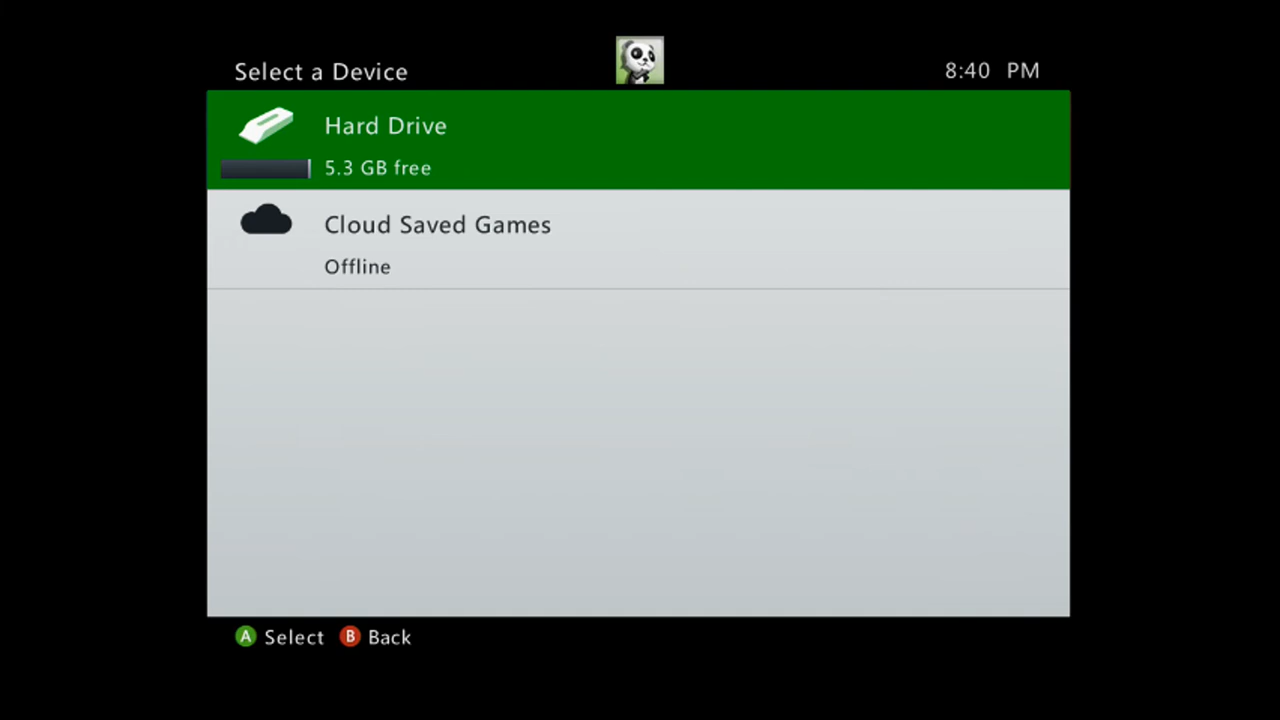 Select a Device
8:40 PM
Hard Drive
5.3 GB free
Cloud Saved Games
Offline
A Select B Back